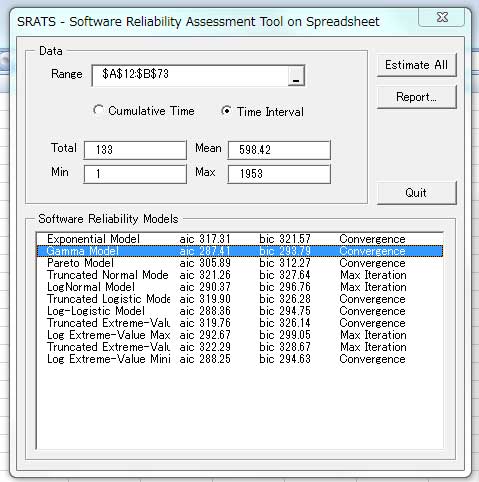 SRATS - Software Reliability Assessment Tool on Spreadsheet
Data
Range $A$12:$B$73 _
Estimate All
Report...
Cumulative Time Time Interval
Total 133 Mean 598.42
Min 1 Max 1953
Quit
Software Reliability Models
Exponential Model aic 317.31 bic 321.57 Convergence
Gamma Model aic 287.41 bic 293.79 Convergence
Pareto Model aic 305.89 bic 312.27 Convergence
Truncated Normal Mode aic 321.26 bic 327.64 Max Iteration
LogNormal Model aic 290.37 bic 296.76 Max Iteration
Truncated Logistic Mode aic 319.90 bic 326.28 Convergence
Log-Logistic Model aic 288.36 bic 294.75 Convergence
Truncated Extreme-Valu aic 319.76 bic 326.14 Convergence
Log Extreme-Value Max aic 292.67 bic 299.05 Max Iteration
Truncated Extreme-Valu aic 322.29 bic 328.67 Max Iteration
Log Extreme-Value Mini aic 288.25 bic 294.63 Convergence